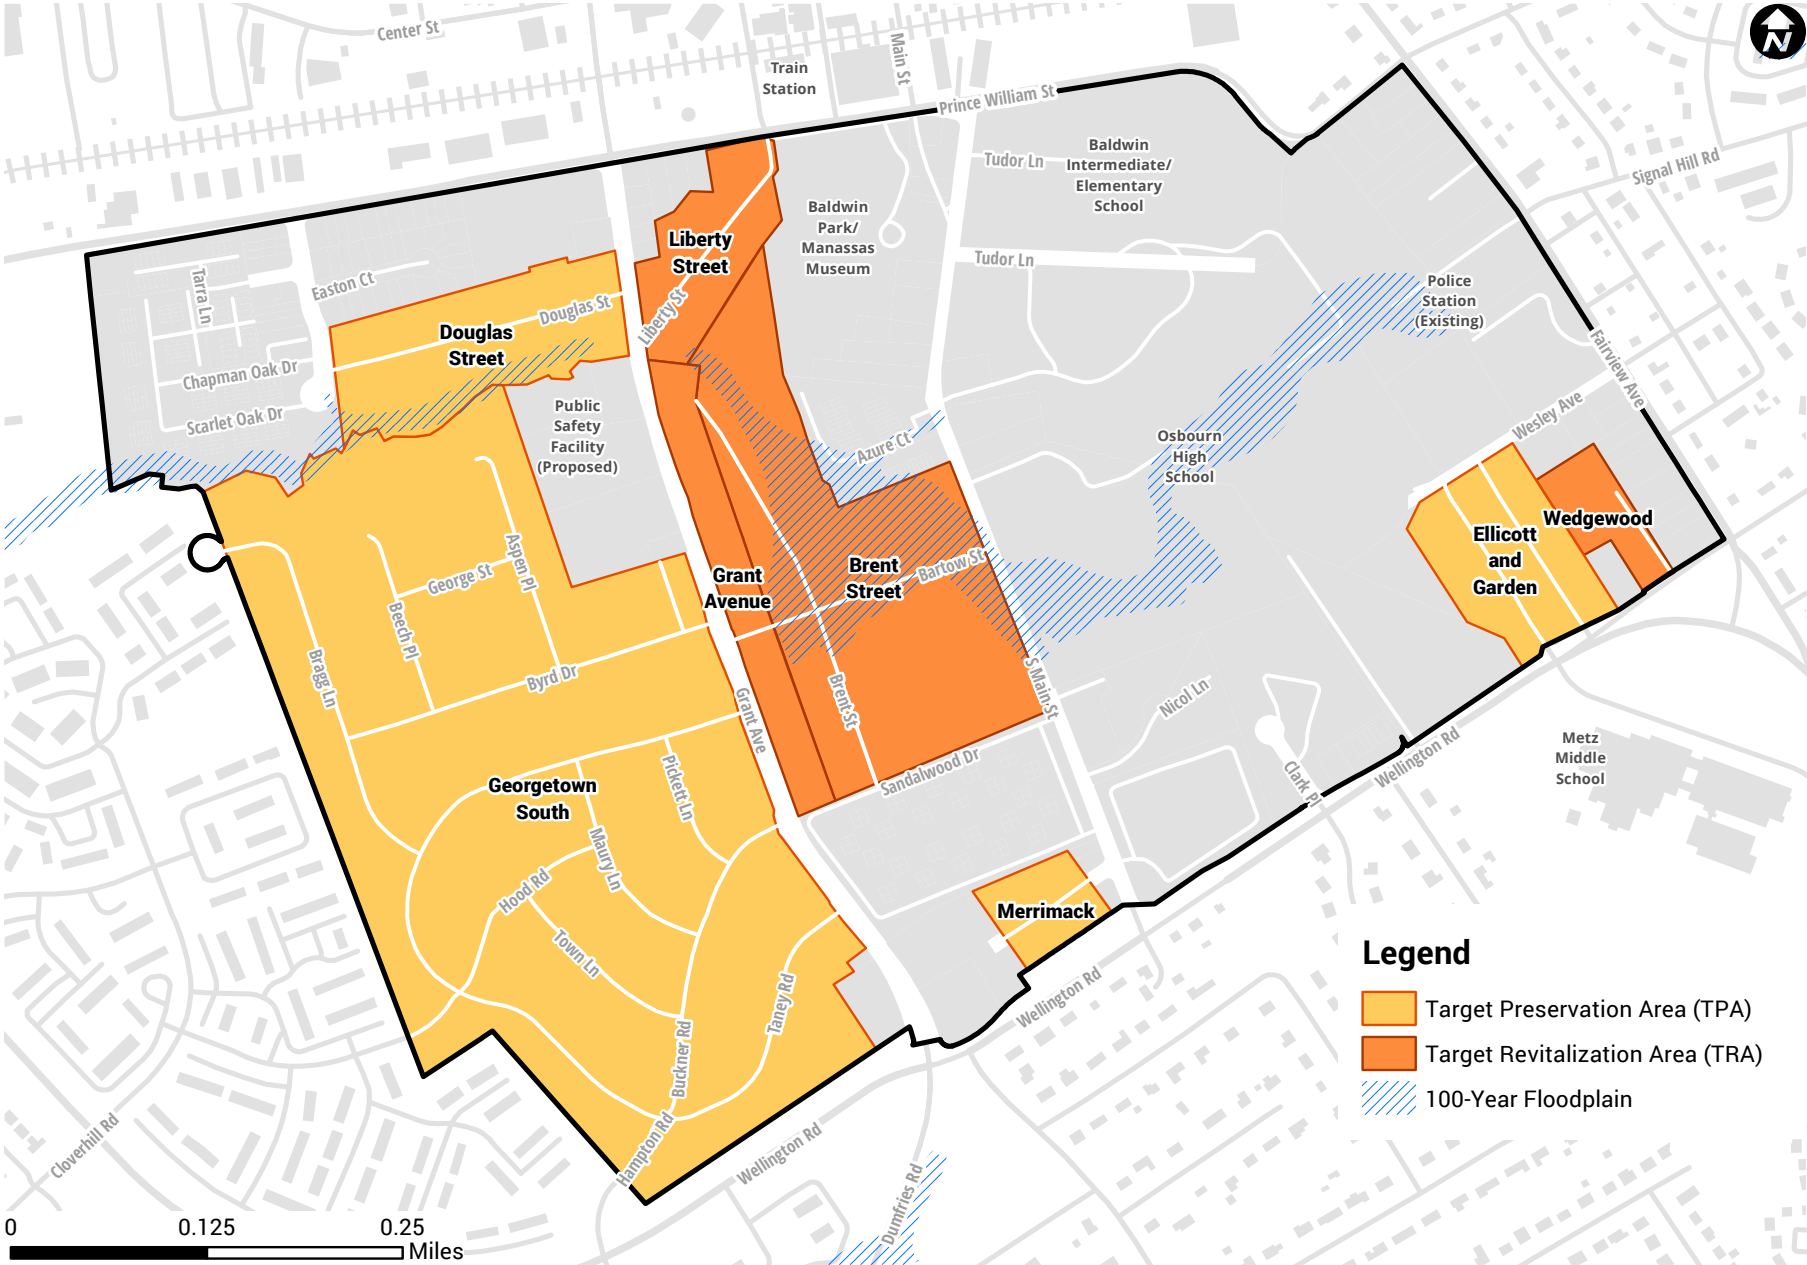 Center St
Train
Station
Main St
Prince William St
N
Tudor Ln
Baldwin
Intermediate/
Elementary
School
Signal Hill Rd
Baldwin
Park/
Manassas
Museum
Liberty
Street
Tudor Ln
Tarra Ln
Easton Ct
Douglas St
Liberty St
Police
Station
(Existing)
Douglas
Street
Chapman Oak Dr
Scarlet Oak Dr
Fairview Ave
Public
Safety
Facility
(Proposed)
Azure Ct
Wesley Ave
Osbourn
High
School
Wedgewood
Ellicott
and
Garden
Aspen Pl
George St
Beech Pl
Grant
Avenue
Brent
Street
Bartow St
Bragg Ln
Byrd Dr
Grant Ave
Brent St
S Main St
Nicol Ln
Sandalwood Dr
Clark Pl
Wellington Rd
Metz
Middle
School
Georgetown
South
Pickett Ln
Maury Ln
Hood Rd
Town Ln
Taney Rd
Buckner Rd
Hampton Rd
Merrimack
Wellington Rd
Wellington Rd
Dumfries Rd
Cloverhill Rd
Legend
Target Preservation Area (TPA)
Target Revitalization Area (TRA)
100-Year Floodplain
0 0.125 0.25
Miles